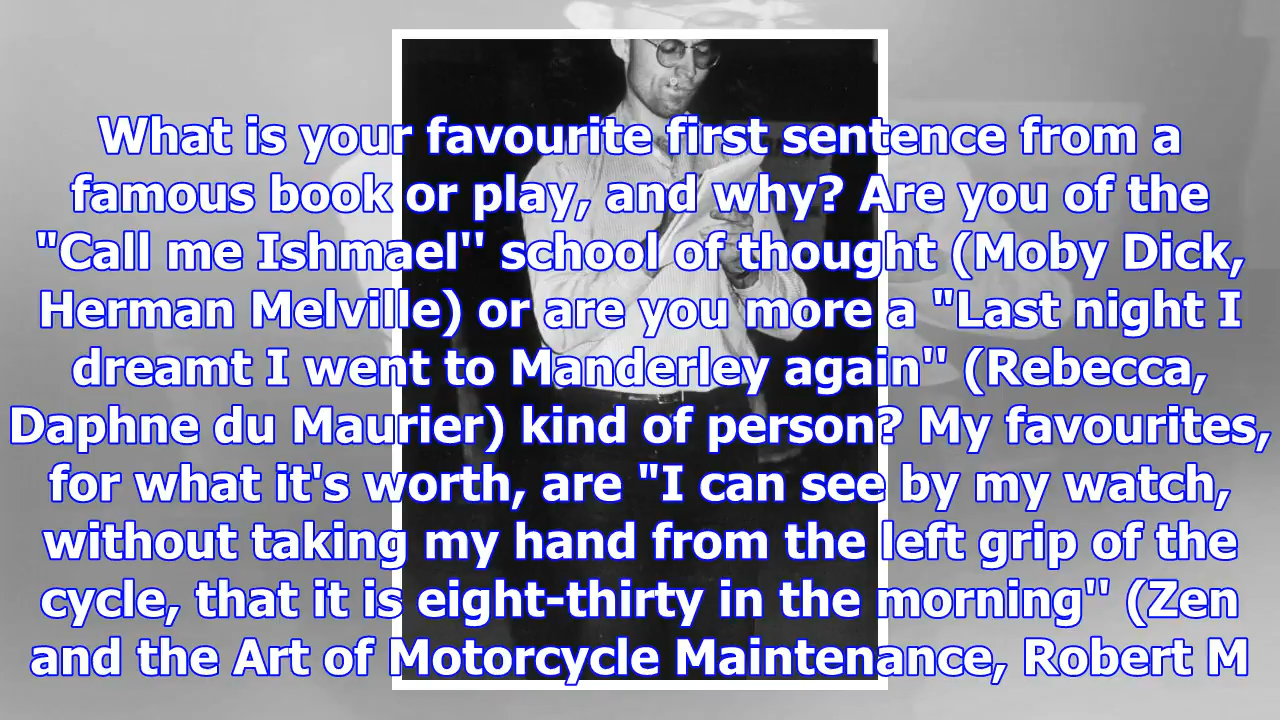 What is your favourite first sentence from a
famous book or play, and why? Are you of the
"Call me Ishmael'' school of thought (Moby Dick,
Herman Melville) or are you more a "Last night I
dreamt I went to Manderley again'' (Rebecca,
Daphne du Maurier) kind of person? My favourites,
for what it's worth, are "I can see by my watch,
without taking my hand from the left grip of the
cycle, that it is eight-thirty in the morning'' (Zen
and the Art of Motorcycle Maintenance, Robert M